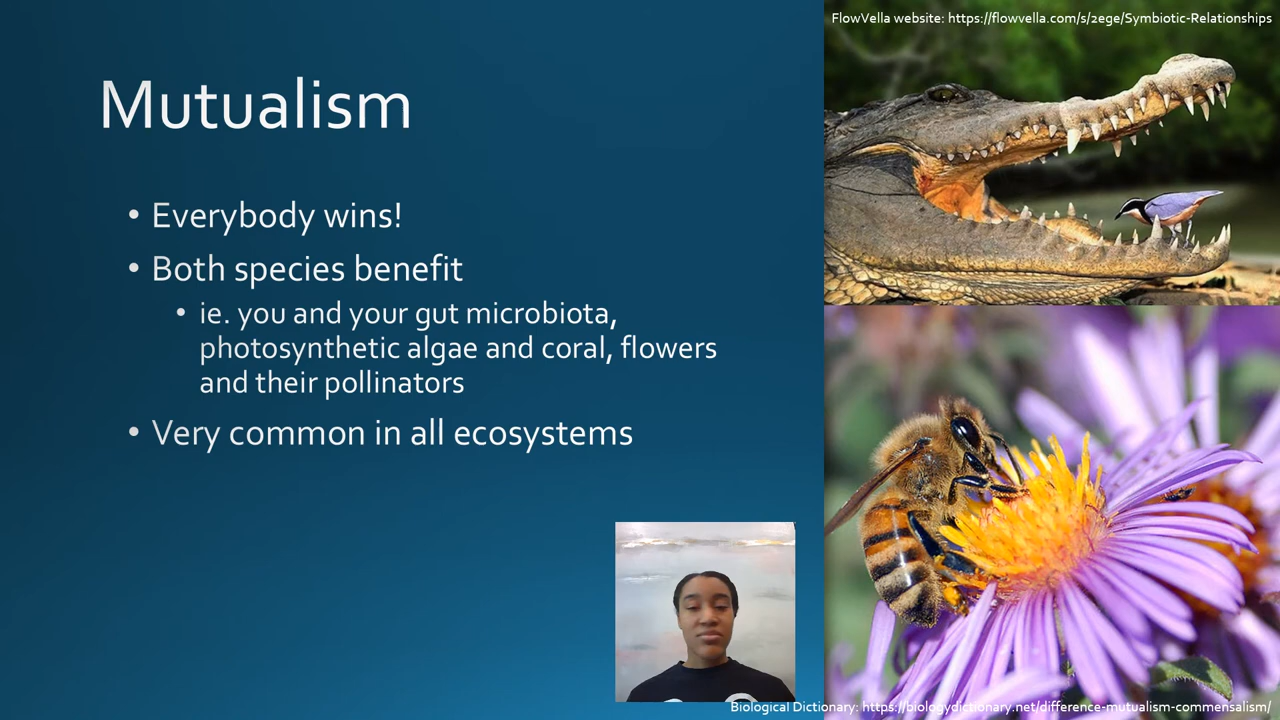 FlowVella website: https://flowvella.com/s/2ege/Symbiotic-Relationships
Mutualism
• Everybody wins!
• Both species benefit
• ie. you and your gut microbiota,
photosynthetic algae and coral, flowers
and their pollinators
• Very common in all ecosystems
Biological Dictionary: https://biologydictionary.net/difference-mutualism-commensalism/